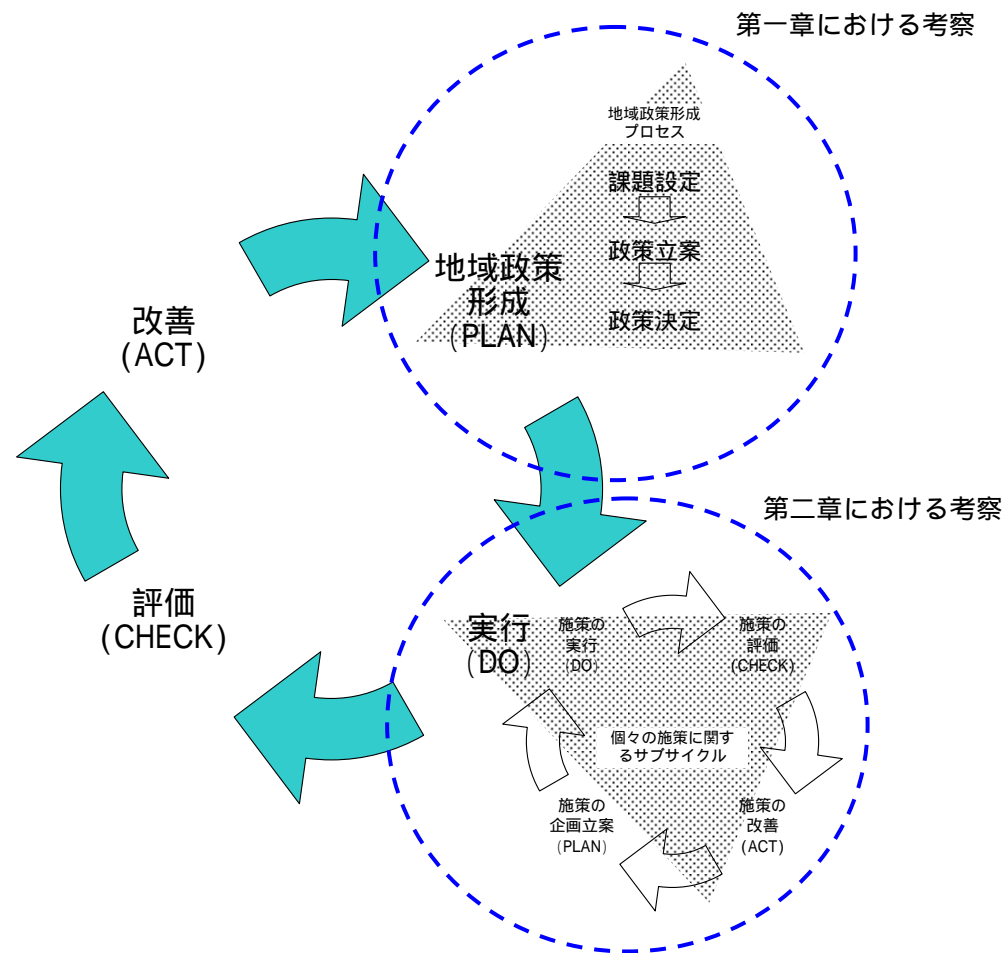 第一章における考察
地域政策形成
プロセス
課題設定
政策立案
政策決定
地域政策
形成
(PLAN)
改善
(ACT)
第二章における考察
実行
(DO)
施策の
実行
(DO)
施策の
評価
(CHECK)
評価
(CHECK)
個々の施策に関す
るサブサイクル
施策の
企画立案
(PLAN)
施策の
改善
(ACT)